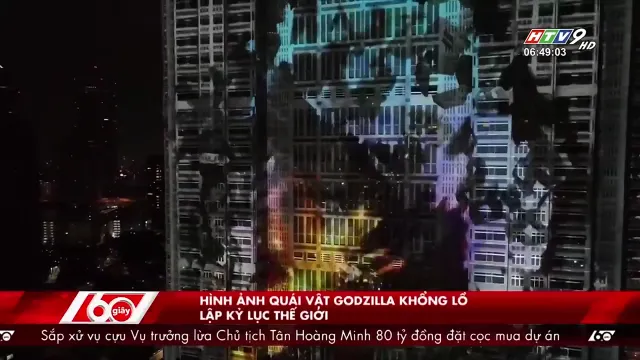 HTV9 HD
06:49:03
HÌNH ẢNH QUÁI VẬT GODZILLA KHỔNG LỒ
LẬP KỶ LỤC THẾ GIỚI
60 giây
Sắp xử vụ cựu Vụ trưởng lừa Chủ tịch Tân Hoàng Minh 80 tỷ đồng đặt cọc mua dự án
60